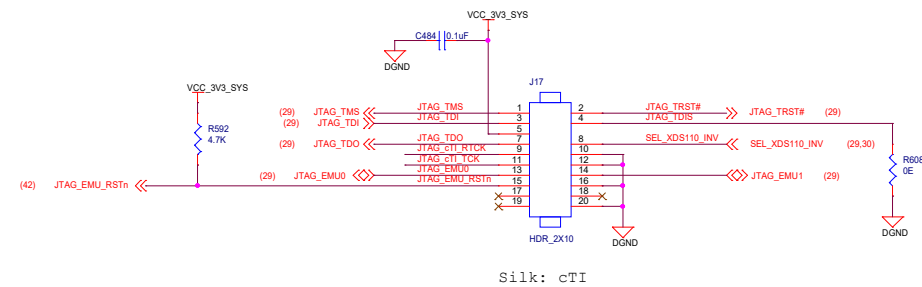 VCC_3V3_SYS
C484 0.1uF
DGND
J17
VCC_3V3_SYS
R592
4.7K
(29) JTAG_TMS JTAG_TMS 1 2 JTAG_TRST# JTAG_TRST# (29)
(29) JTAG_TDI JTAG_TDI 3 4 JTAG_TDIS
5
(29) JTAG_TDO JTAG_TDO 7 8 SEL_XDS110_INV SEL_XDS110_INV (29,30)
JTAG_cTI_RTCK 9 10
JTAG_cTI_TCK 11 12
(29) JTAG_EMU0 JTAG_EMU0 13 14 JTAG_EMU1 (29)
(42) JTAG_EMU_RSTn JTAG_EMU_RSTn 15 16
17 18
19 20
R608
0E
DGND
HDR_2X10
DGND
Silk: cTI